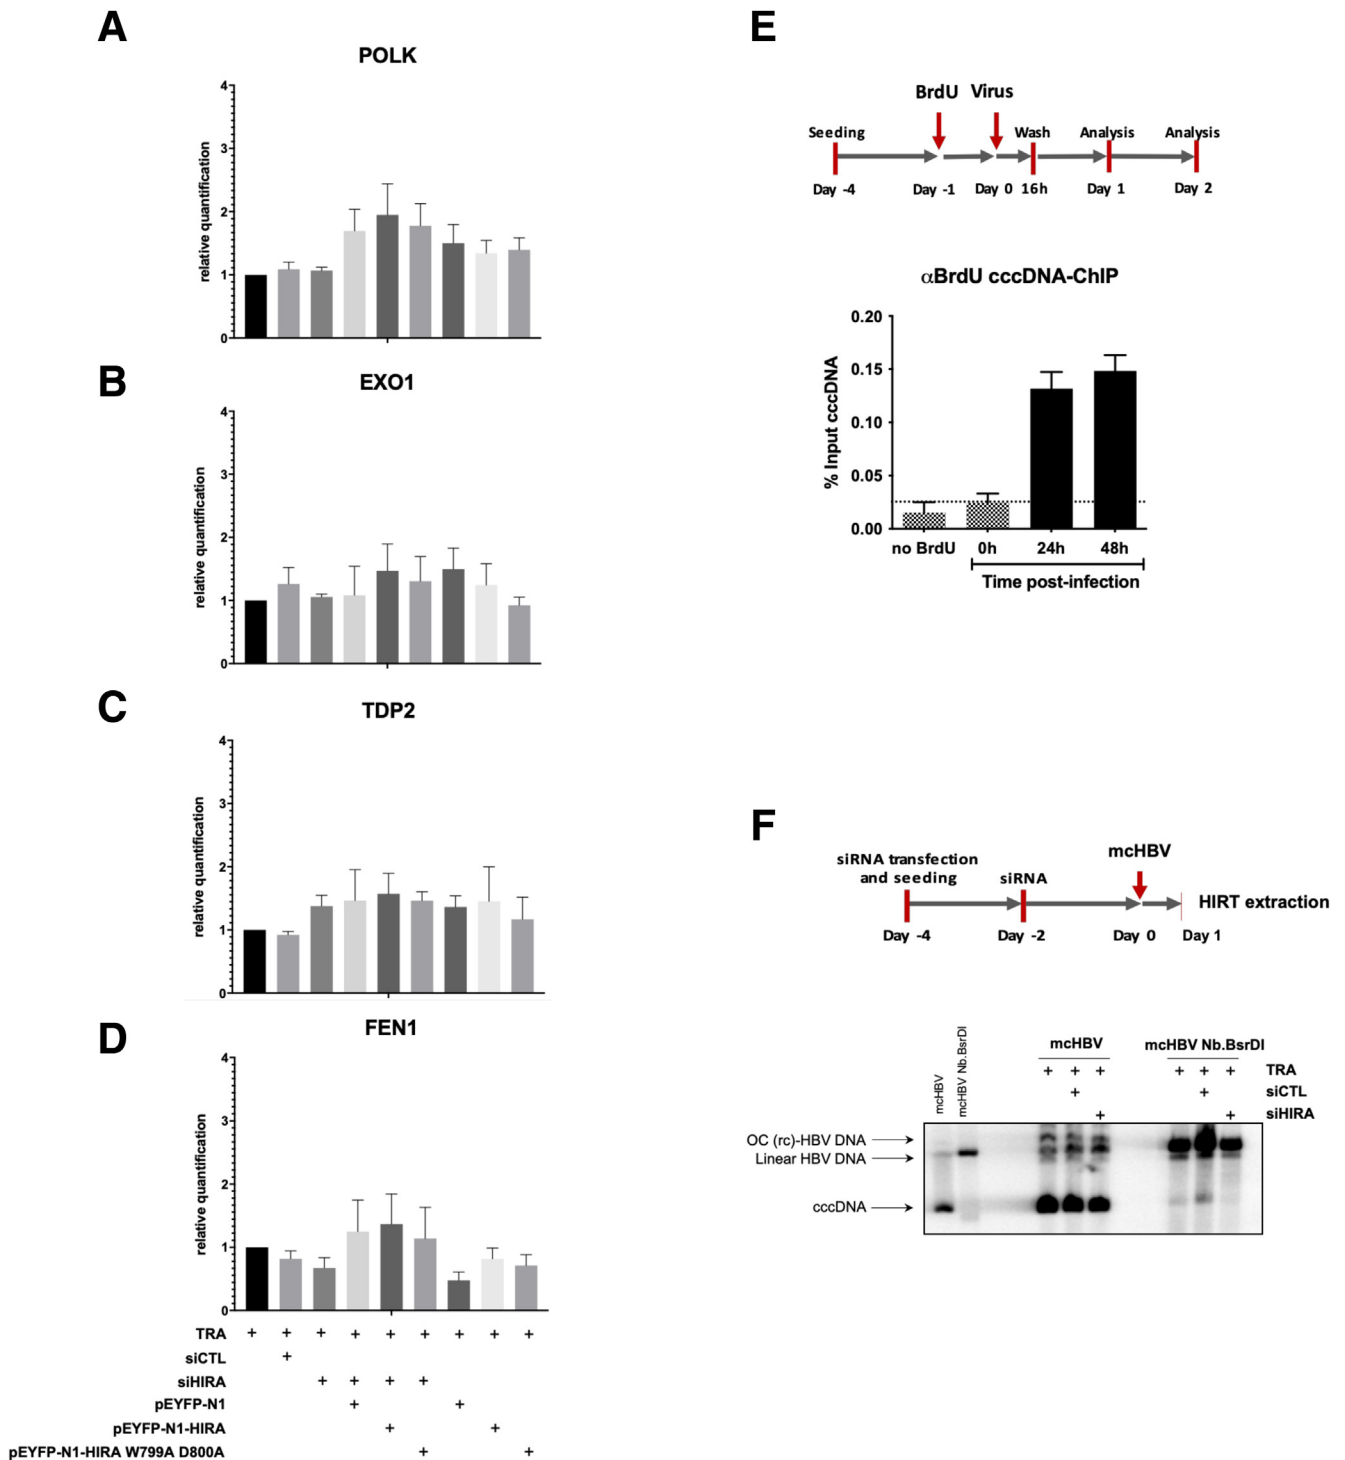 A
POLK
4
3
2
1
0
relative quantification
B
EXO1
4
3
2
1
0
relative quantification
C
TDP2
4
3
2
1
0
relative quantification
D
FEN1
4
3
2
1
0
relative quantification
TRA + + + + + + + + +
siCTL +
siHIRA + + + +
pEYFP-N1 + +
pEYFP-N1-HIRA + +
pEYFP-N1-HIRA W799A D800A + +
E
BrdU Virus
Seeding Wash Analysis Analysis
Day -4 Day -1 Day 0 16h Day 1 Day 2
αBrdU cccDNA-ChIP
0.20
0.15
0.10
0.05
0.00
% Input cccDNA
no BrdU 0h 24h 48h
Time post-infection
F
mcHBV
siRNA transfection
and seeding
siRNA
HIRT extraction
Day -4 Day -2 Day 0 Day 1
mcHBV
mcHBV Nb.BsrDI
mcHBV mcHBV Nb.BsrDI
+ + + + + + TRA
+ + siCTL
+ + siHIRA
OC (rc)-HBV DNA
Linear HBV DNA
cccDNA